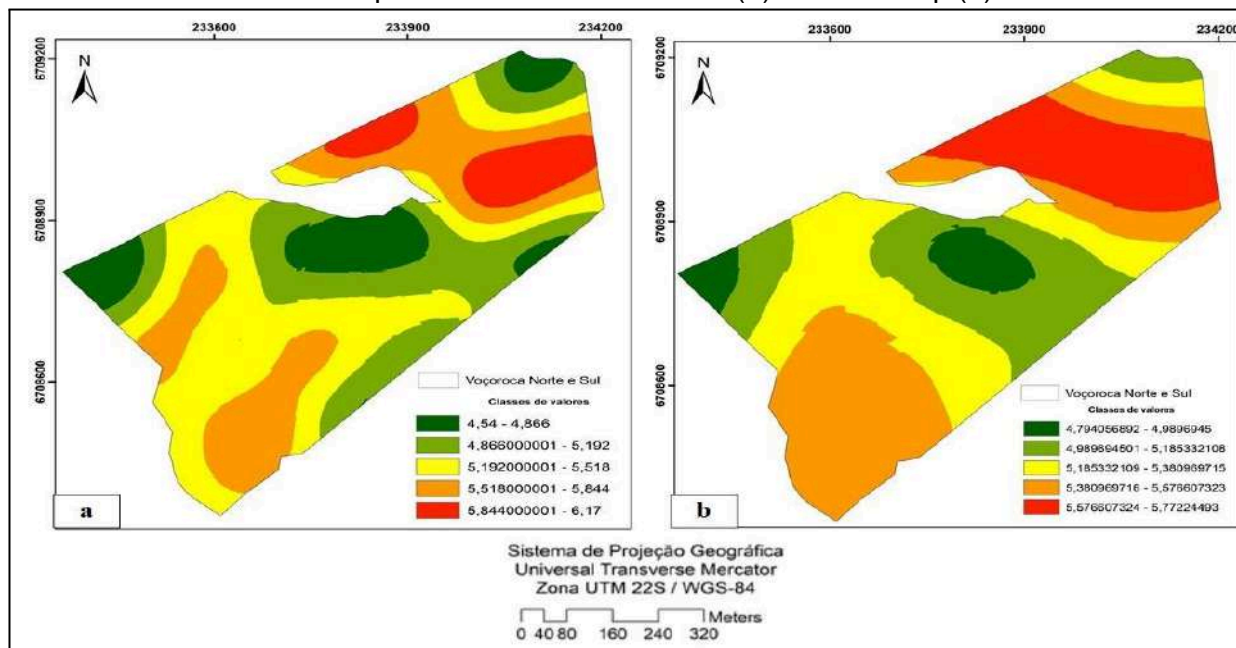 233600 233900 234200
6709200
6708900
6708600
N
Voçoroca Norte e Sul
Classes de valores
4,54 - 4,866
4,866000001 - 5,192
5,192000001 - 5,518
5,518000001 - 5,844
5,844000001 - 6,17
a
233600 233900 234200
6709200
6708900
6708600
N
Voçoroca Norte e Sul
Classes de valores
4,794056892 - 4,9896945
4,989694501 - 5,185332108
5,185332109 - 5,380969715
5,380969716 - 5,576607323
5,576607324 - 5,77224493
b
Sistema de Projeção Geográfica
Universal Transverse Mercator
Zona UTM 22S / WGS-84
Meters
0 40 80 160 240 320